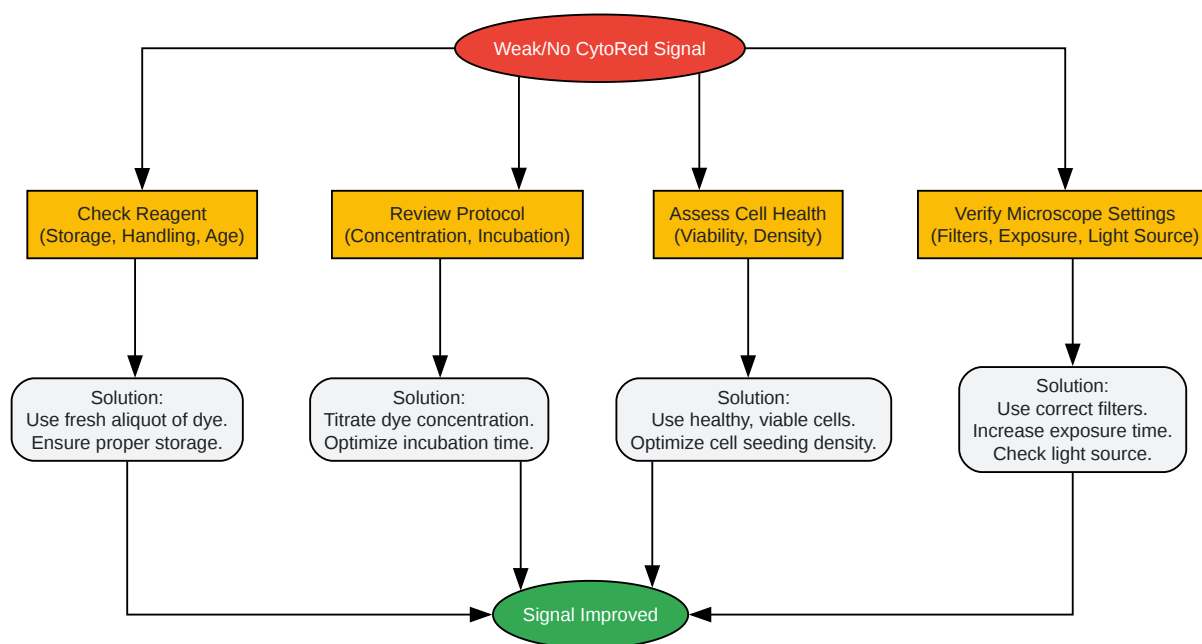 Weak/No CytoRed Signal
Check Reagent
(Storage, Handling, Age)
Review Protocol
(Concentration, Incubation)
Assess Cell Health
(Viability, Density)
Verify Microscope Settings
(Filters, Exposure, Light Source)
Solution:
Use fresh aliquot of dye.
Ensure proper storage.
Solution:
Titrate dye concentration.
Optimize incubation time.
Solution:
Use healthy, viable cells.
Optimize cell seeding density.
Solution:
Use correct filters.
Increase exposure time.
Check light source.
Signal Improved